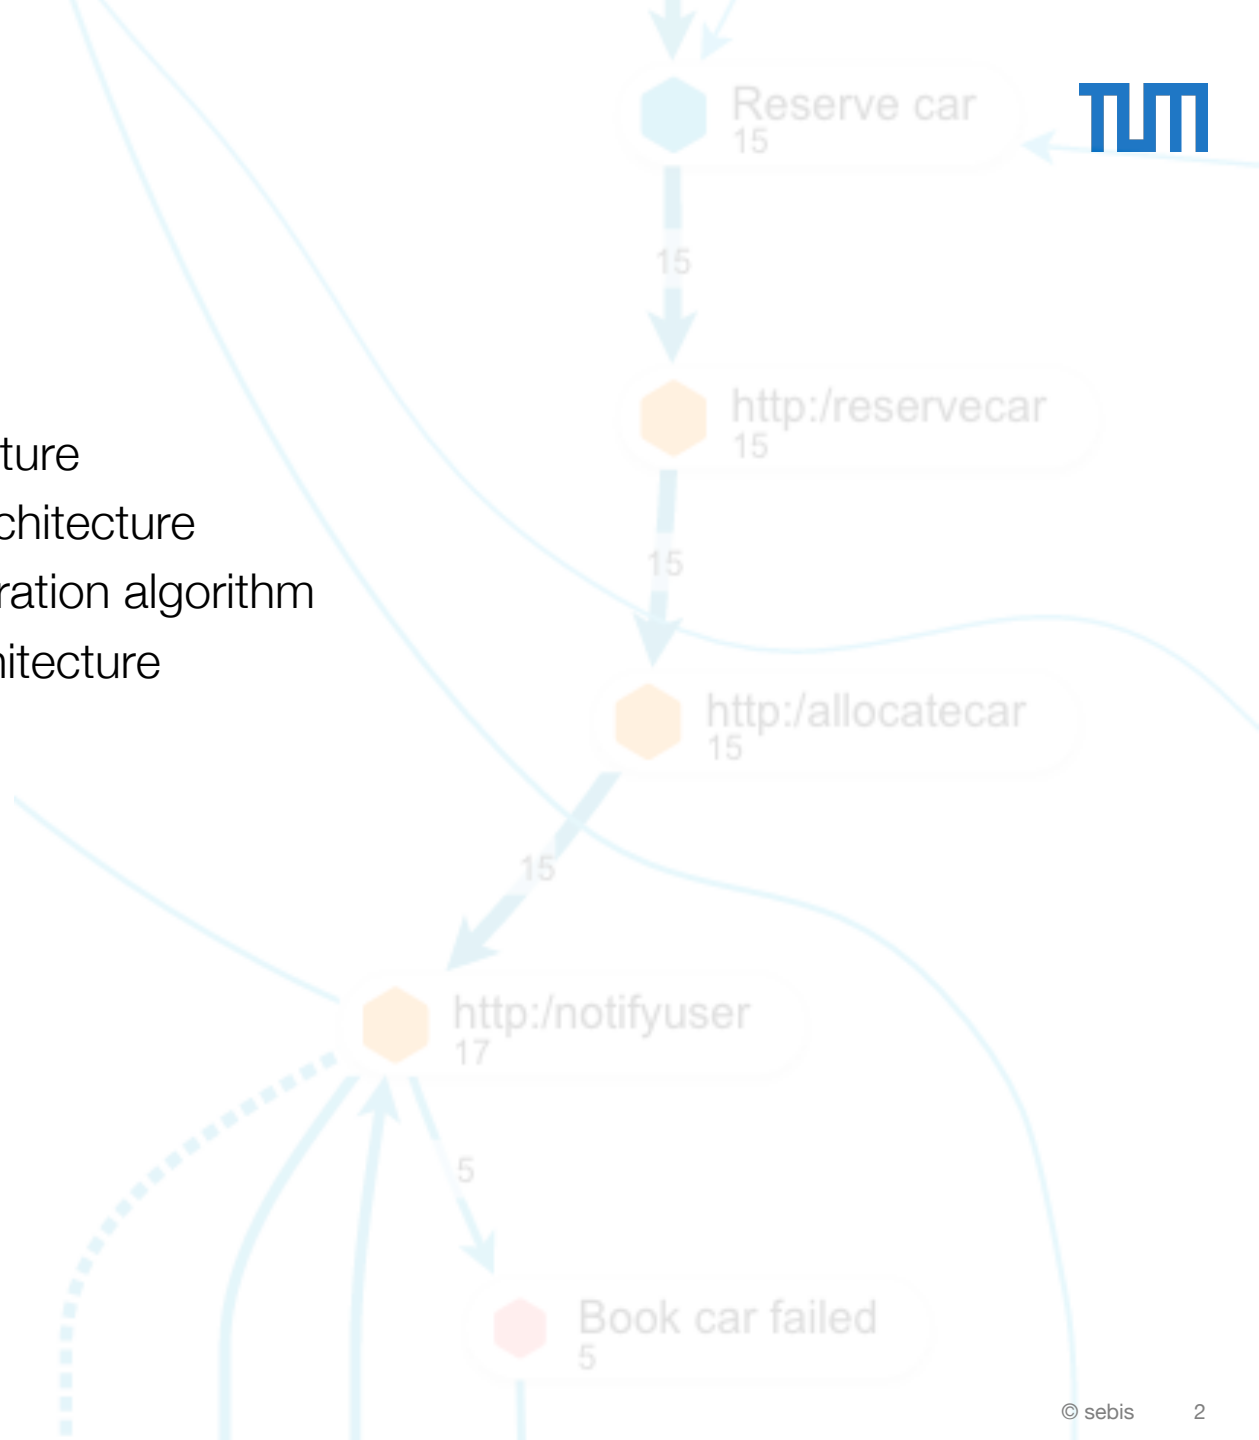 Reserve car
15
TUM
15
http:/reservecar
15
ture
chitecture
15
ration algorithm
hitecture
http:/allocatecar
15
15
http:/notifyuser
17
5
Book car failed
5
© sebis 2